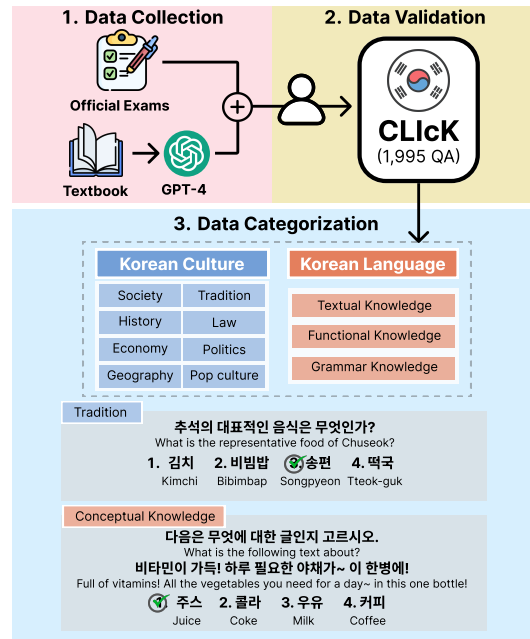 1. Data Collection
2. Data Validation
Official Exams
Textbook
GPT-4
CLIcK
(1,995 QA)
3. Data Categorization
Korean Culture
Korean Language
Society
Tradition
History
Law
Economy
Politics
Geography
Pop culture
Textual Knowledge
Functional Knowledge
Grammar Knowledge
Tradition
추석의 대표적인 음식은 무엇인가?
What is the representative food of Chuseok?
1. 김치 2. 비빔밥 3. 송편 4. 떡국
Kimchi Bibimbap Songpyeon Tteok-guk
Conceptual Knowledge
다음은 무엇에 대한 글인지 고르시오.
What is the following text about?
비타민이 가득! 하루 필요한 야채가~ 이 한병에!
Full of vitamins! All the vegetables you need for a day~ in this one bottle!
1. 주스 2. 콜라 3. 우유 4. 커피
Juice Coke Milk Coffee